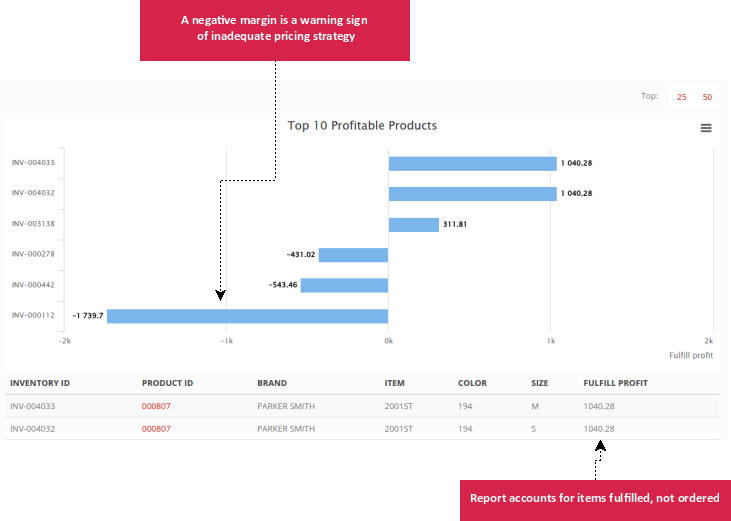 A negative margin is a warning sign
of inadequate pricing strategy
Top: 25 50
Top 10 Profitable Products
INV-004033 1 040.28
INV-004032 1 040.28
INV-003138 311.81
INV-000278 -431.02
INV-000442 -543.46
INV-000112 -1 739.7
-2k -1k 0k 1k 2k
Fulfill profit
INVENTORY ID PRODUCT ID BRAND ITEM COLOR SIZE FULFILL PROFIT
INV-004033 000807 PARKER SMITH 2001ST 194 M 1040.28
INV-004032 000807 PARKER SMITH 2001ST 194 S 1040.28
Report accounts for items fulfilled, not ordered